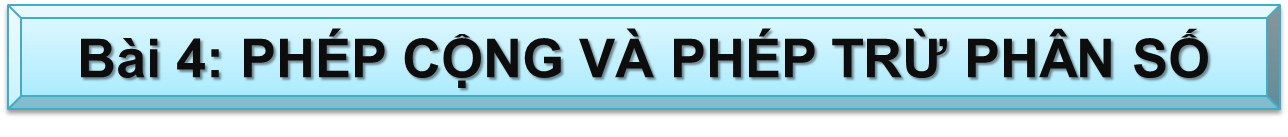 Bài 4: PHÉP CỘNG VÀ PHÉP TRỪ PHÂN SỐ